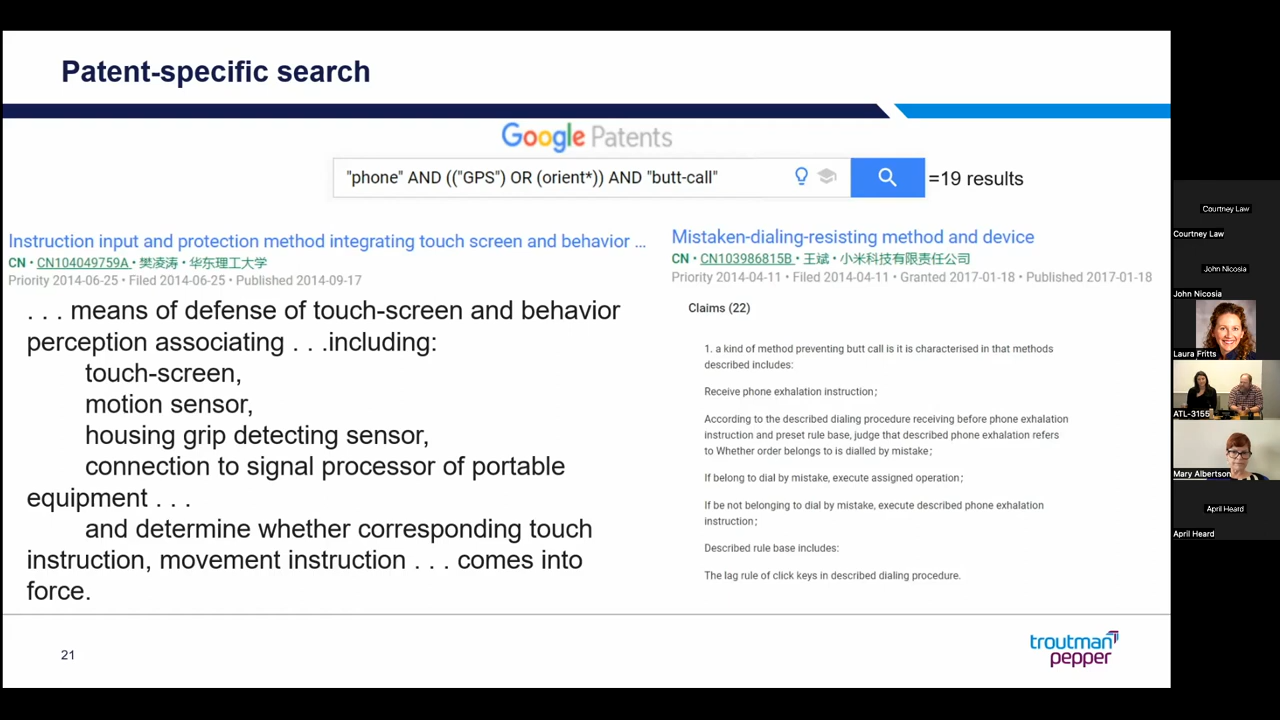 Patent-specific search
Google Patents
"phone" AND (("GPS") OR (orient*)) AND "butt-call"
=19 results
Instruction input and protection method integrating touch screen and behavior ...
CN • CN104049759A • 樊凌涛 • 华东理工大学
Priority 2014-06-25 • Filed 2014-06-25 • Published 2014-09-17
. . . means of defense of touch-screen and behavior
perception associating . . .including:
touch-screen,
motion sensor,
housing grip detecting sensor,
connection to signal processor of portable
equipment . . .
and determine whether corresponding touch
instruction, movement instruction . . . comes into
force.
Mistaken-dialing-resisting method and device
CN • CN103986815B • 王斌 • 小米科技有限责任公司
Priority 2014-04-11 • Filed 2014-04-11 • Granted 2017-01-18 • Published 2017-01-18
Claims (22)
1. a kind of method preventing butt call is it is characterised in that methods
described includes:
Receive phone exhalation instruction;
According to the described dialing procedure receiving before phone exhalation
instruction and preset rule base, judge that described phone exhalation refers
to Whether order belongs to is dialled by mistake;
If belong to dial by mistake, execute assigned operation;
If be not belonging to dial by mistake, execute described phone exhalation
instruction;
Described rule base includes:
The lag rule of click keys in described dialing procedure.
21
troutman
pepper
Courtney Law
Courtney Law
John Nicosia
John Nicosia
Laura Fritts
ATL-3155
Mary Albertson
April Heard
April Heard